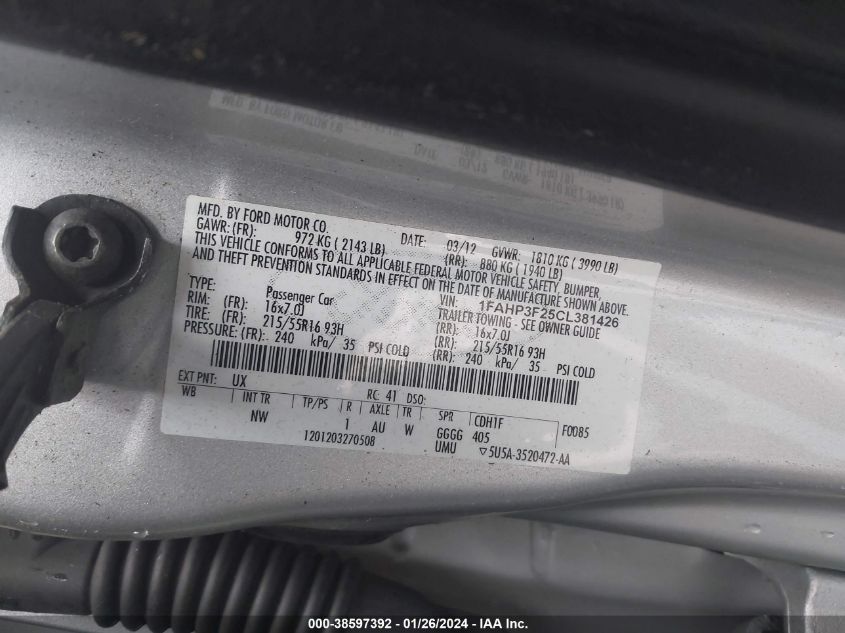 MFD. BY FORD MOTOR CO. DATE: 03/12 GVWR: 1810 KG ( 3990 LB)
GAWR: (FR): 972 KG ( 2143 LB) (RR): 880 KG ( 1940 LB)
THIS VEHICLE CONFORMS TO ALL APPLICABLE FEDERAL MOTOR VEHICLE SAFETY, BUMPER,
AND THEFT PREVENTION STANDARDS IN EFFECT ON THE DATE OF MANUFACTURE SHOWN ABOVE.
VIN: 1FAHP3F25CL381426
TYPE: Passenger Car TRAILER TOWING - SEE OWNER GUIDE
RIM: (FR): 16x7.0J (RR): 16x7.0J
TIRE: (FR): 215/55R16 93H (RR): 215/55R16 93H
PRESSURE: (FR): 240 kPa/ 35 PSI COLD (RR): 240 kPa/ 35 PSI COLD
EXT PNT: UX RC: 41 DSO:
WB INT TR TP/PS R AXLE TR SPR CDH1F F0085
NW 1 AU W GGGG 405
1201203270508 UMU ▽5U5A-3520472-AA
000-38597392 - 01/26/2024 - IAA Inc.